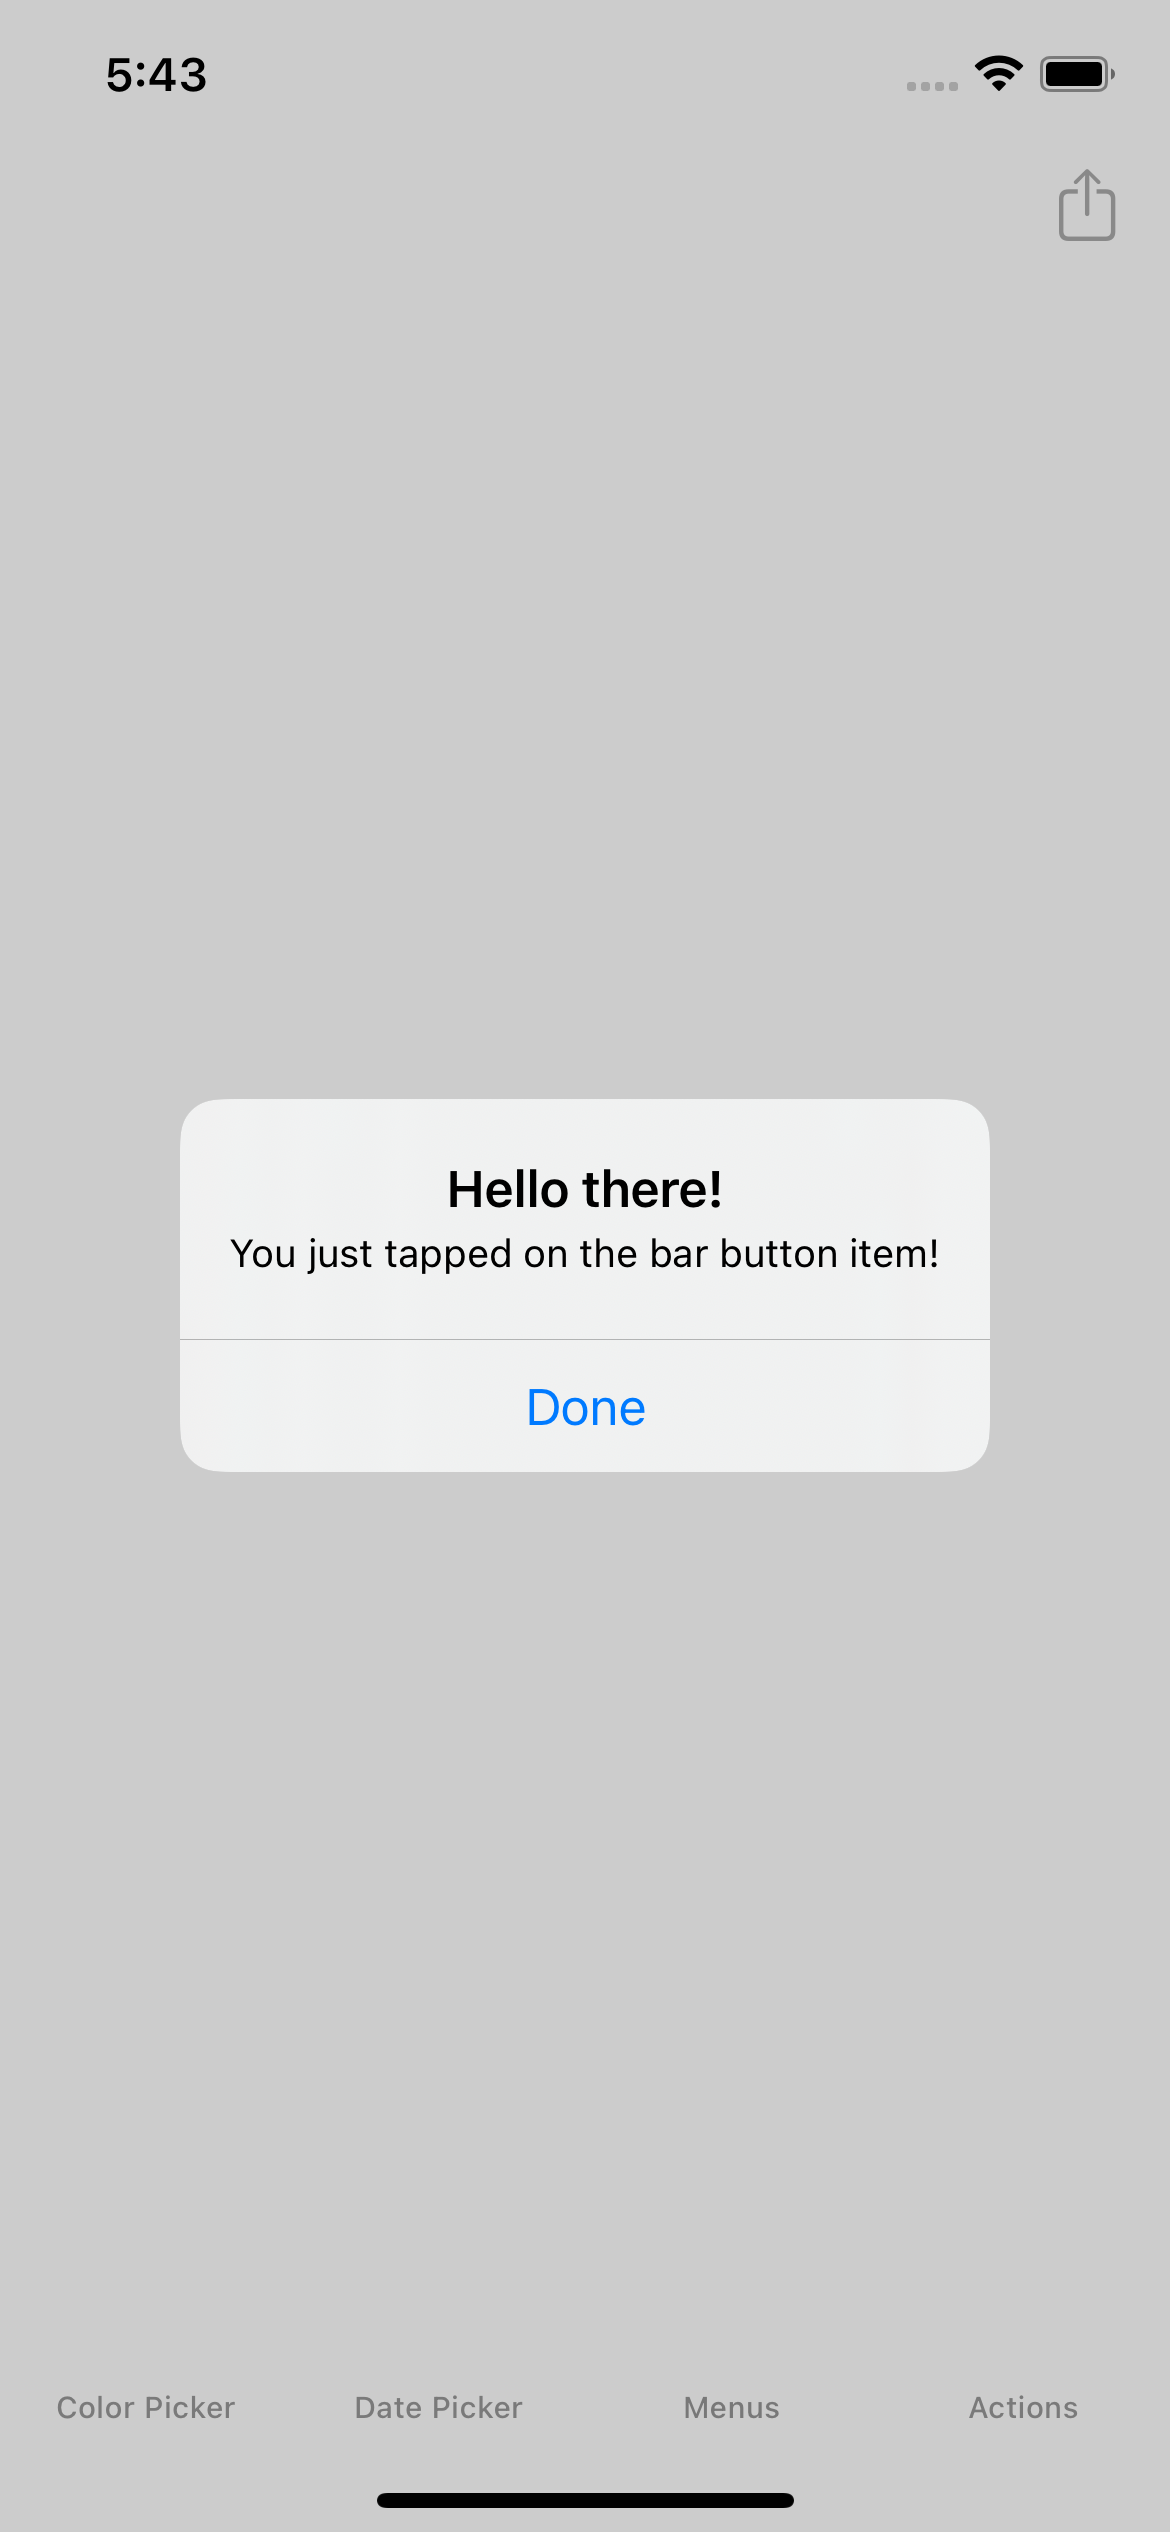 5:43
Hello there!
You just tapped on the bar button item!
Done
Color Picker Date Picker Menus Actions